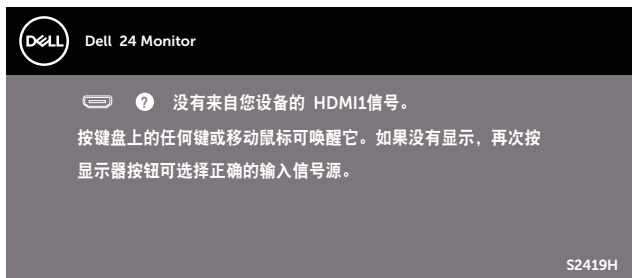 DELL
Dell 24 Monitor
没有来自您设备的 HDMI1信号。
按键盘上的任何键或移动鼠标可唤醒它。如果没有显示，再次按
显示器按钮可选择正确的输入信号源。
S2419H